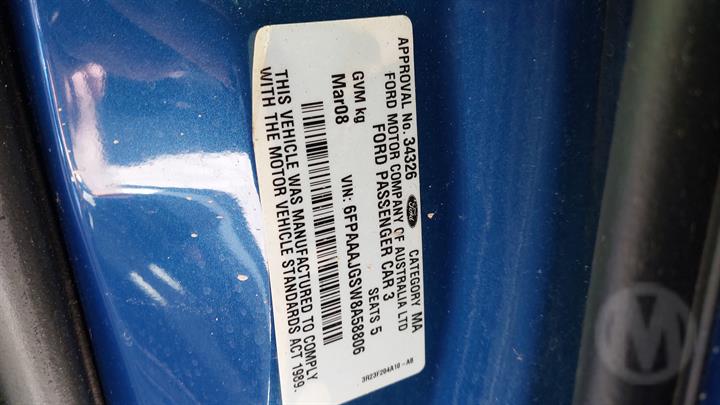 APPROVAL No. 34326 Ford CATEGORY MA
FORD MOTOR COMPANY OF AUSTRALIA LTD
FORD PASSENGER CAR 3
GVM kg SEATS 5
Mar08
VIN: 6FPAAAJGSW8A58806
THIS VEHICLE WAS MANUFACTURED TO COMPLY
WITH THE MOTOR VEHICLE STANDARDS ACT 1989.
3R23F204A10-AB
M